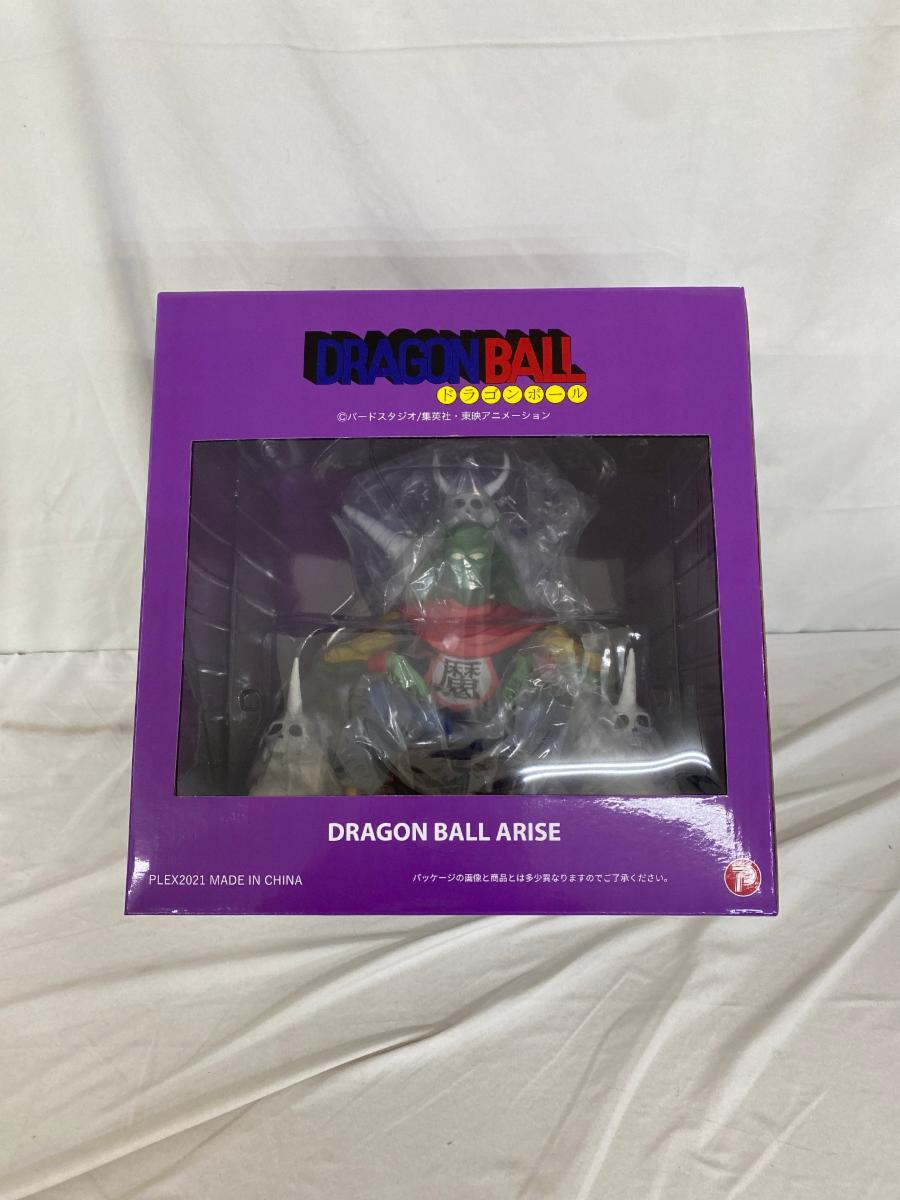 DRAGON BALL
ドラゴンボール
©バードスタジオ/集英社・東映アニメーション
魔
DRAGON BALL ARISE
PLEX2021 MADE IN CHINA
パッケージの画像と商品とは多少異なりますのでご了承ください。